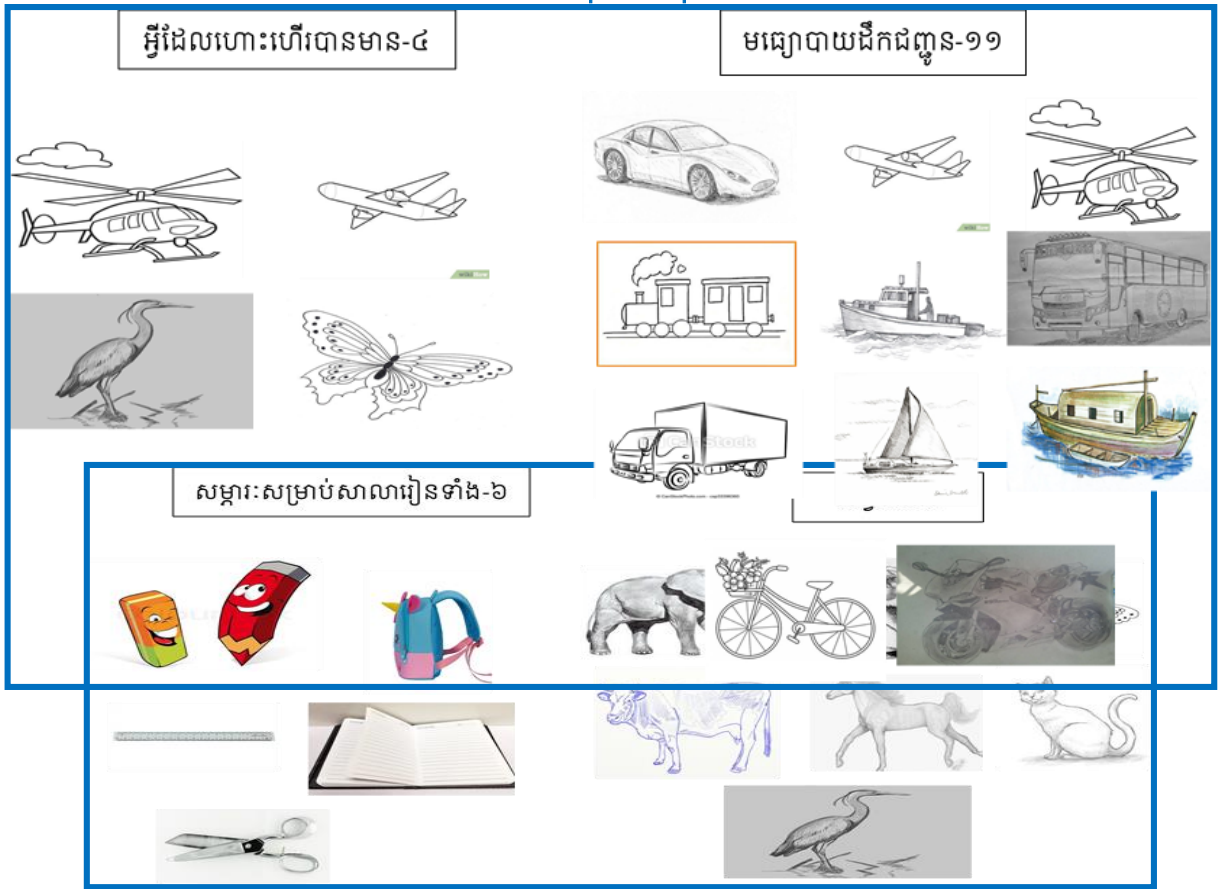 អ្វីដែលហោះហើរបានមាន-៤
មធ្យោបាយដឹកជញ្ជូន-១១
សម្ភារៈសម្រាប់សាលារៀនទាំង-៦